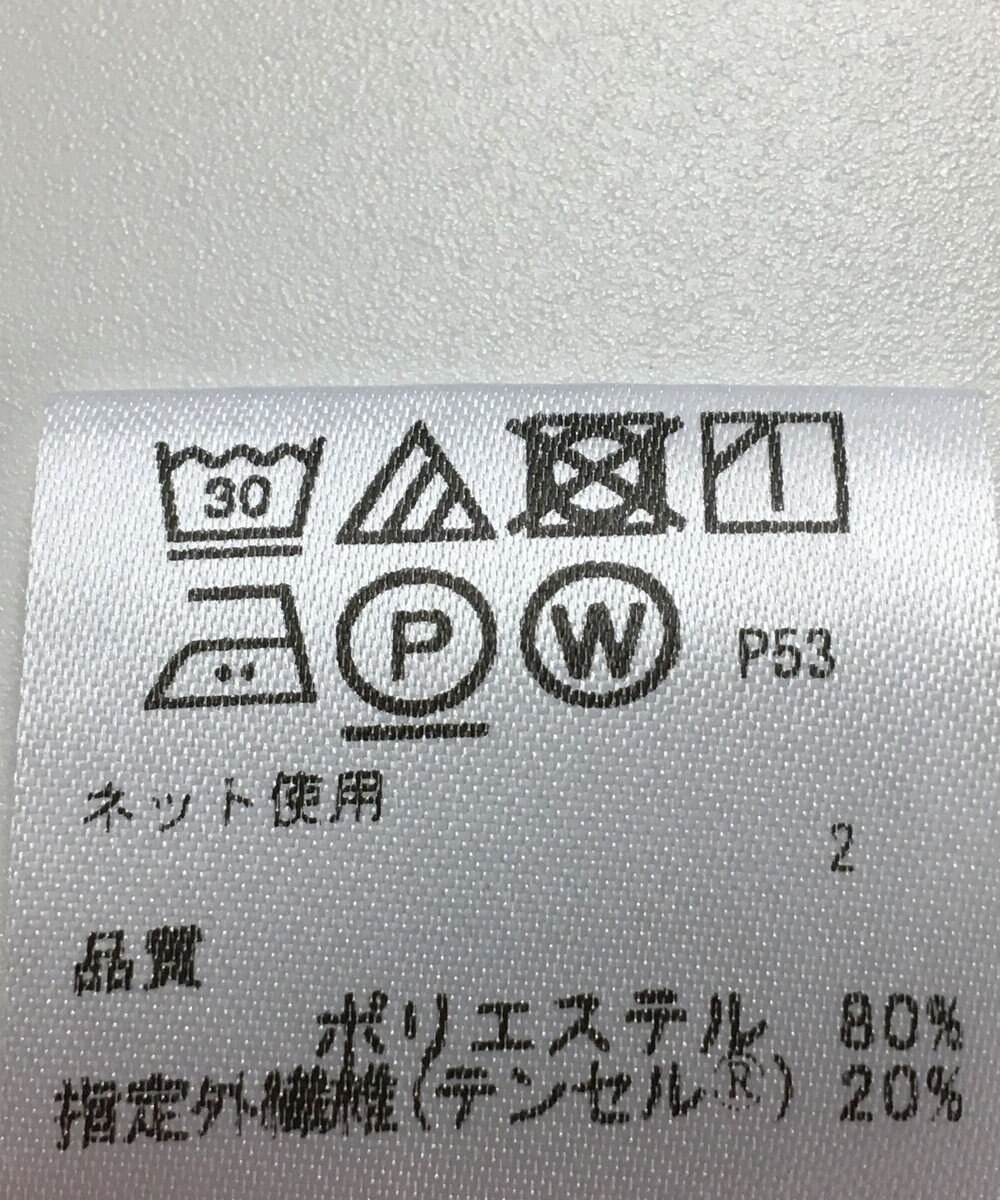 30
P W P53
ネット使用
2
品質
ポリエステル 80%
指定外繊維(テンセル®) 20%